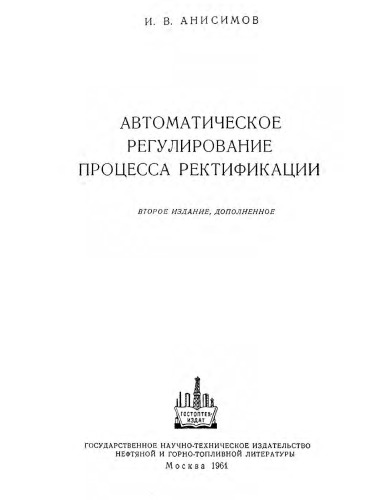 И. В. АНИСИМОВ
АВТОМАТИЧЕСКОЕ
РЕГУЛИРОВАНИЕ
ПРОЦЕССА РЕКТИФИКАЦИИ
ВТОРОЕ ИЗДАНИЕ, ДОПОЛНЕННОЕ
ГОСТОПТЕХ-
ИЗДАТ
ГОСУДАРСТВЕННОЕ НАУЧНО-ТЕХНИЧЕСКОЕ ИЗДАТЕЛЬСТВО
НЕФТЯНОЙ И ГОРНО-ТОПЛИВНОЙ ЛИТЕРАТУРЫ
Москва 1961